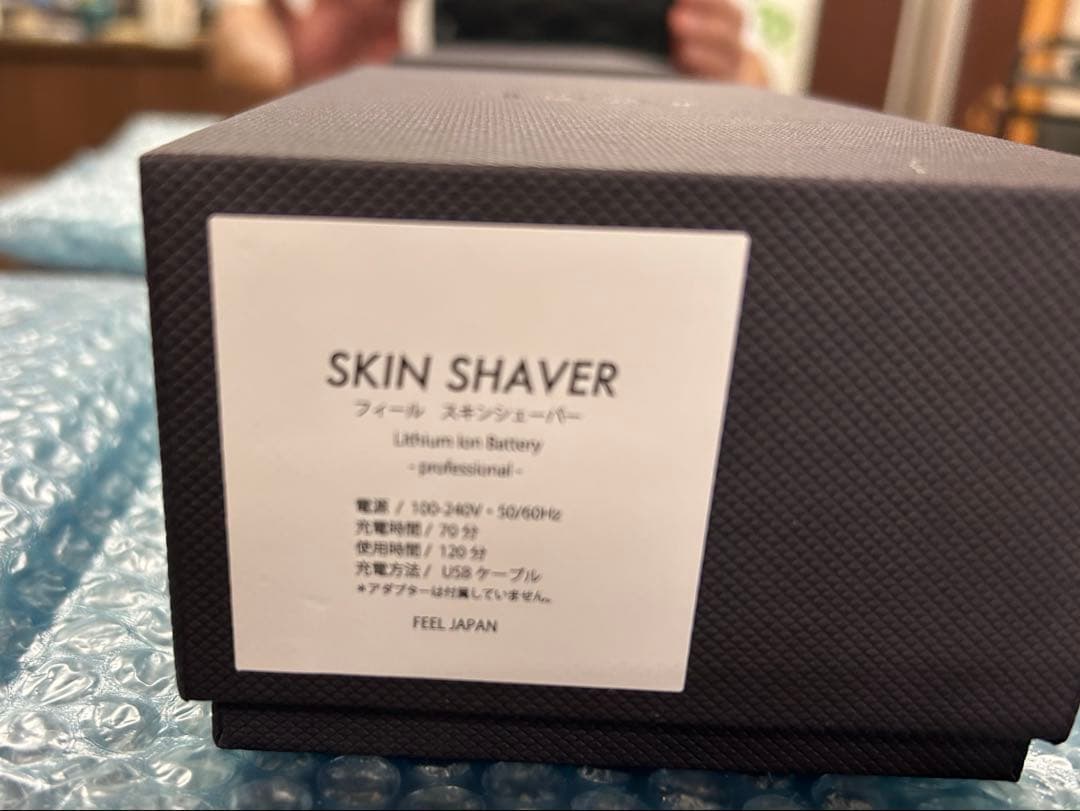 SKIN SHAVER
フィール スキンシェーバー
Lithium Ion Battery
- professional -
電源 / 100-240V・50/60Hz
充電時間 / 70 分
使用時間 / 120 分
充電方法 / USB ケーブル
*アダプターは付属していません。
FEEL JAPAN